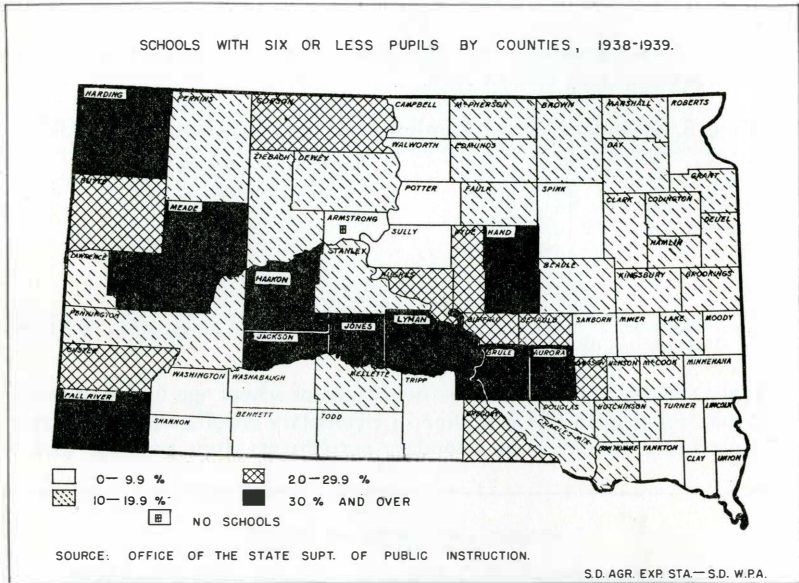 SCHOOLS WITH SIX OR LESS PUPILS BY COUNTIES, 1938-1939.
HARDING
PERKINS
CORSON
CAMPBELL
McPHERSON
BROWN
MARSHALL
ROBERTS
WALWORTH
EDMUNDS
DAY
ZIEBACH
DEWEY
GRANT
BUTTE
POTTER
FAULK
SPINK
CLARK
CODINGTON
MEADE
DEUEL
ARMSTRONG
SULLY
HYDE
HAND
HAMLIN
STANLEY
LAWRENCE
BEADLE
HAAKON
HUGHES
KINGSBURY
BROOKINGS
PENNINGTON
LYMAN
BUFFALO
JERAULD
SANBORN
MINER
LAKE
MOODY
JONES
JACKSON
BRULE
AURORA
CUSTER
HANSON
McCOOK
MINNEHAHA
WASHINGTON
WASHABAUGH
MELLETTE
TRIPP
FALL RIVER
GREGORY
DOUGLAS
HUTCHINSON
TURNER
LINCOLN
SHANNON
BENNETT
TODD
CHARLES MIX
BON HOMME
YANKTON
CLAY
UNION
0-9.9 %
20-29.9 %
10-19.9 %
30 % AND OVER
NO SCHOOLS
SOURCE: OFFICE OF THE STATE SUPT. OF PUBLIC INSTRUCTION.
S.D. AGR. EXP. STA.— S.D. W.P.A.